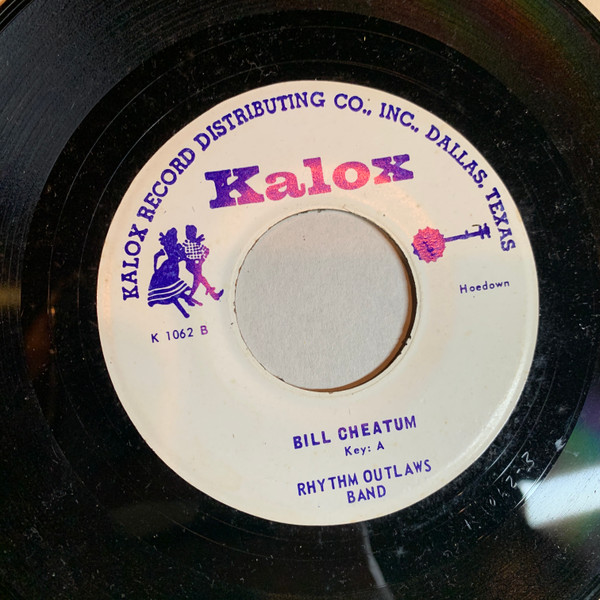 KALOX RECORD DISTRIBUTING CO., INC., DALLAS, TEXAS
Kalox
K 1062 B
Hoedown
BILL CHEATUM
Key: A
RHYTHM OUTLAWS
BAND